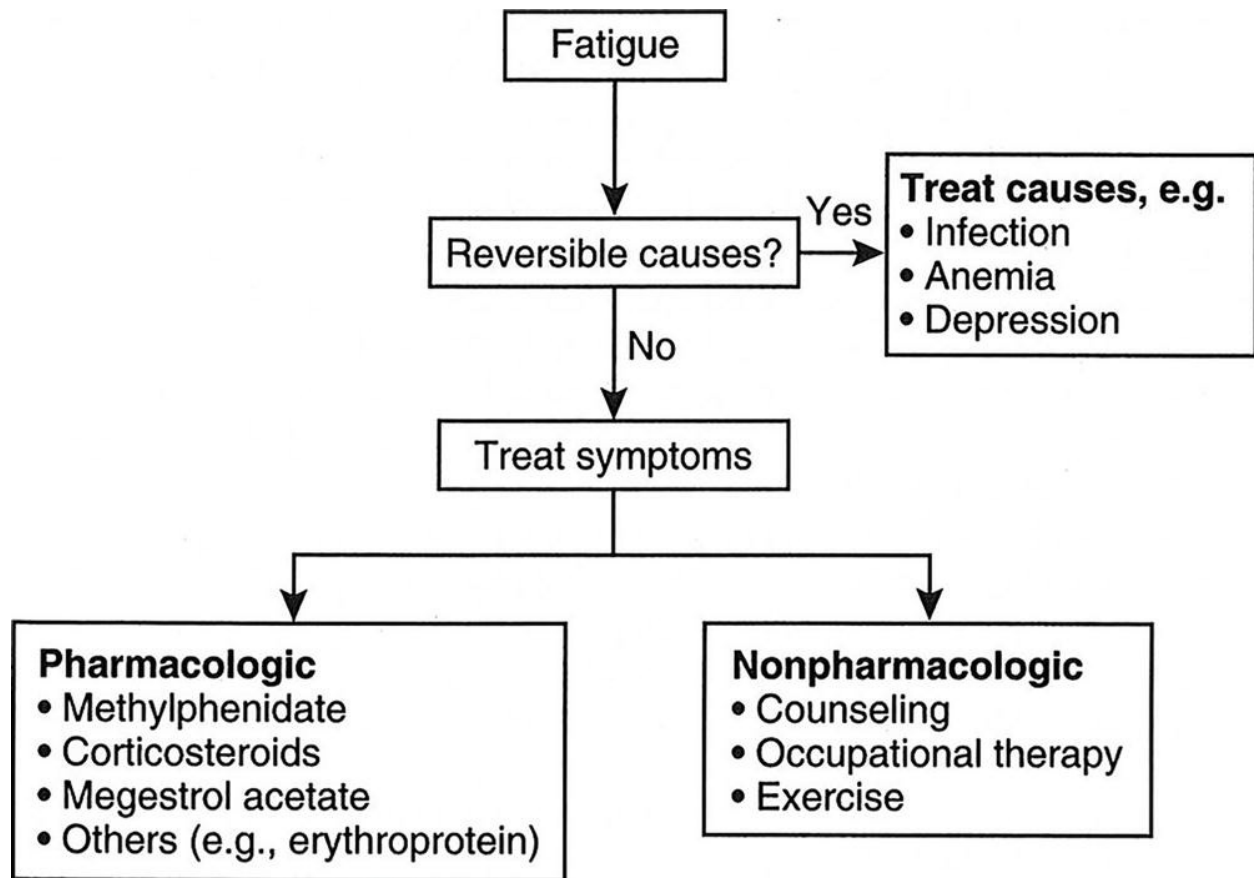 Fatigue
Reversible causes?
Yes
Treat causes, e.g.
• Infection
• Anemia
• Depression
No
Treat symptoms
Pharmacologic
• Methylphenidate
• Corticosteroids
• Megestrol acetate
• Others (e.g., erythroprotein)
Nonpharmacologic
• Counseling
• Occupational therapy
• Exercise